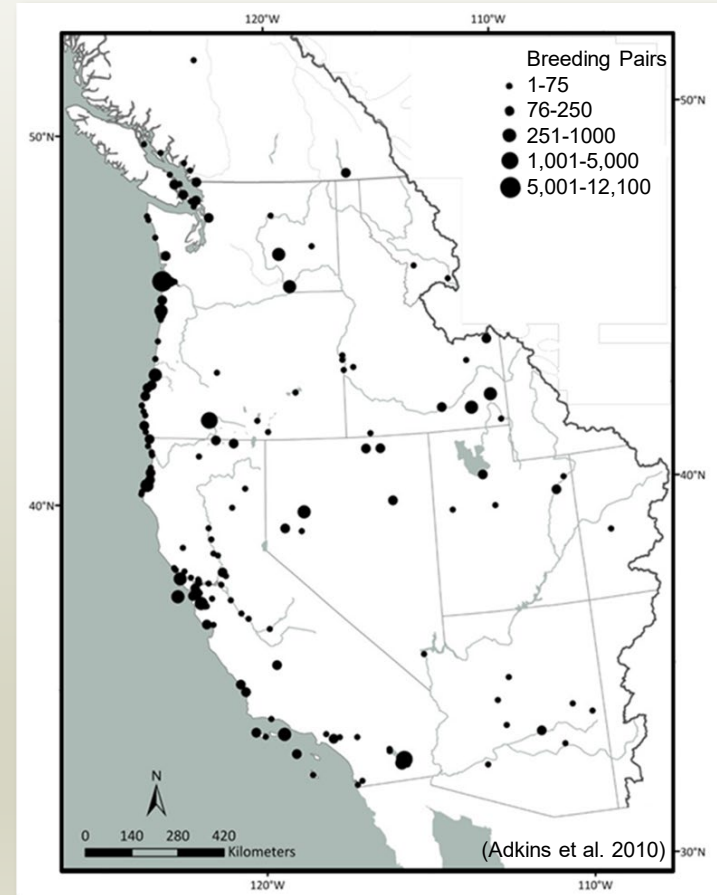 120°W
110°W
Breeding Pairs
1-75
76-250
251-1000
1,001-5,000
5,001-12,100
50°N
50°N
40°N
40°N
N
0 140 280 420
Kilometers
(Adkins et al. 2010)
30°N
120°W
110°W